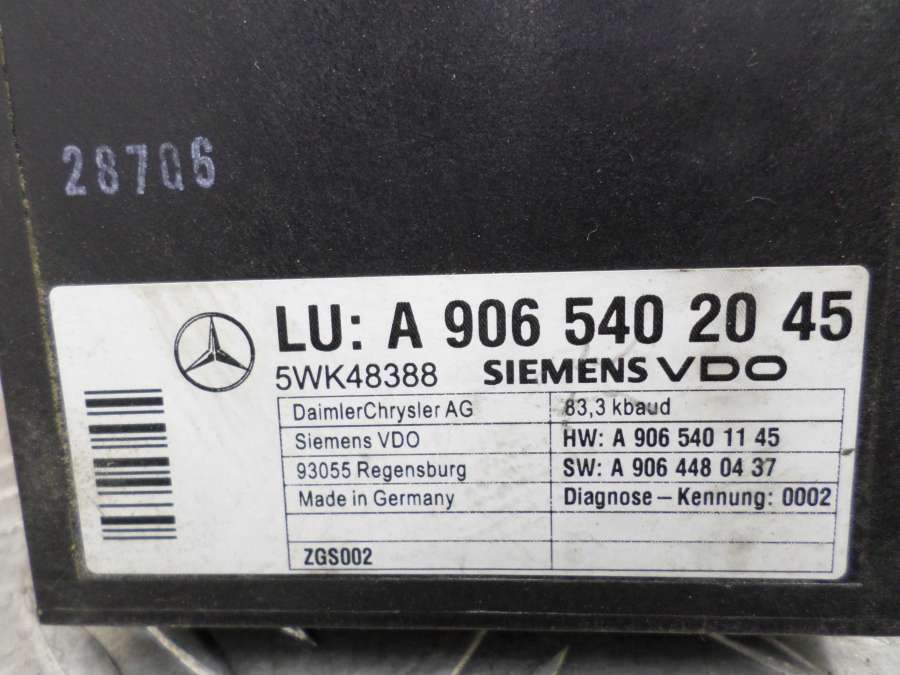 28706
LU: A 906 540 20 45
5WK48388 SIEMENS VDO
DaimlerChrysler AG 83,3 kbaud
Siemens VDO HW: A 906 540 11 45
93055 Regensburg SW: A 906 448 04 37
Made in Germany Diagnose – Kennung: 0002
ZGS002